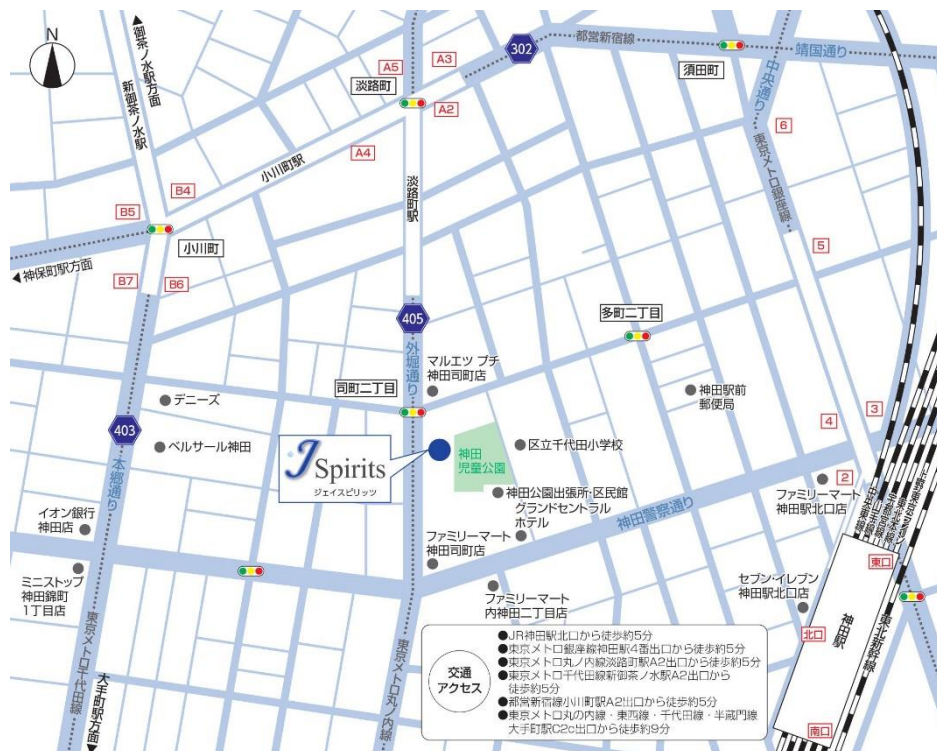 N
▲御茶ノ水駅方面
新御茶ノ水駅
A5
A3
302
都営新宿線
靖国通り
須田町
淡路町
A2
中央通り
6
A4
小川町駅
東京メトロ銀座線
B4
B5
淡路町駅
小川町
5
▲神保町駅方面
B7
B6
405
多町二丁目
外堀通り
マルエツ プチ
神田司町店
司町二丁目
デニーズ
神田駅前
郵便局
403
4
3
ベルサール神田
J Spirits
ジェイスピリッツ
神田
児童公園
区立千代田小学校
本郷通り
2
ファミリーマート
神田駅北口店
神田公園出張所・区民館
グランドセントラル
ホテル
神田警察通り
イオン銀行
神田店
ファミリーマート
神田司町店
ミニストップ
神田錦町
1丁目店
ファミリーマート
内神田二丁目店
セブン・イレブン
神田駅北口店
東口
北口
神田駅
東北新幹線
南口
東京メトロ千代田線
東京メトロ丸ノ内線
大手町駅方面▶
交通
アクセス
●JR神田駅北口から徒歩約5分
●東京メトロ銀座線神田駅4番出口から徒歩約5分
●東京メトロ丸ノ内線淡路町駅A2出口から徒歩約5分
●東京メトロ千代田線新御茶ノ水駅A2出口から
徒歩約5分
●都営新宿線小川町駅A2出口から徒歩約5分
●東京メトロ丸の内線・東西線・千代田線・半蔵門線
大手町駅C2c出口から徒歩約9分